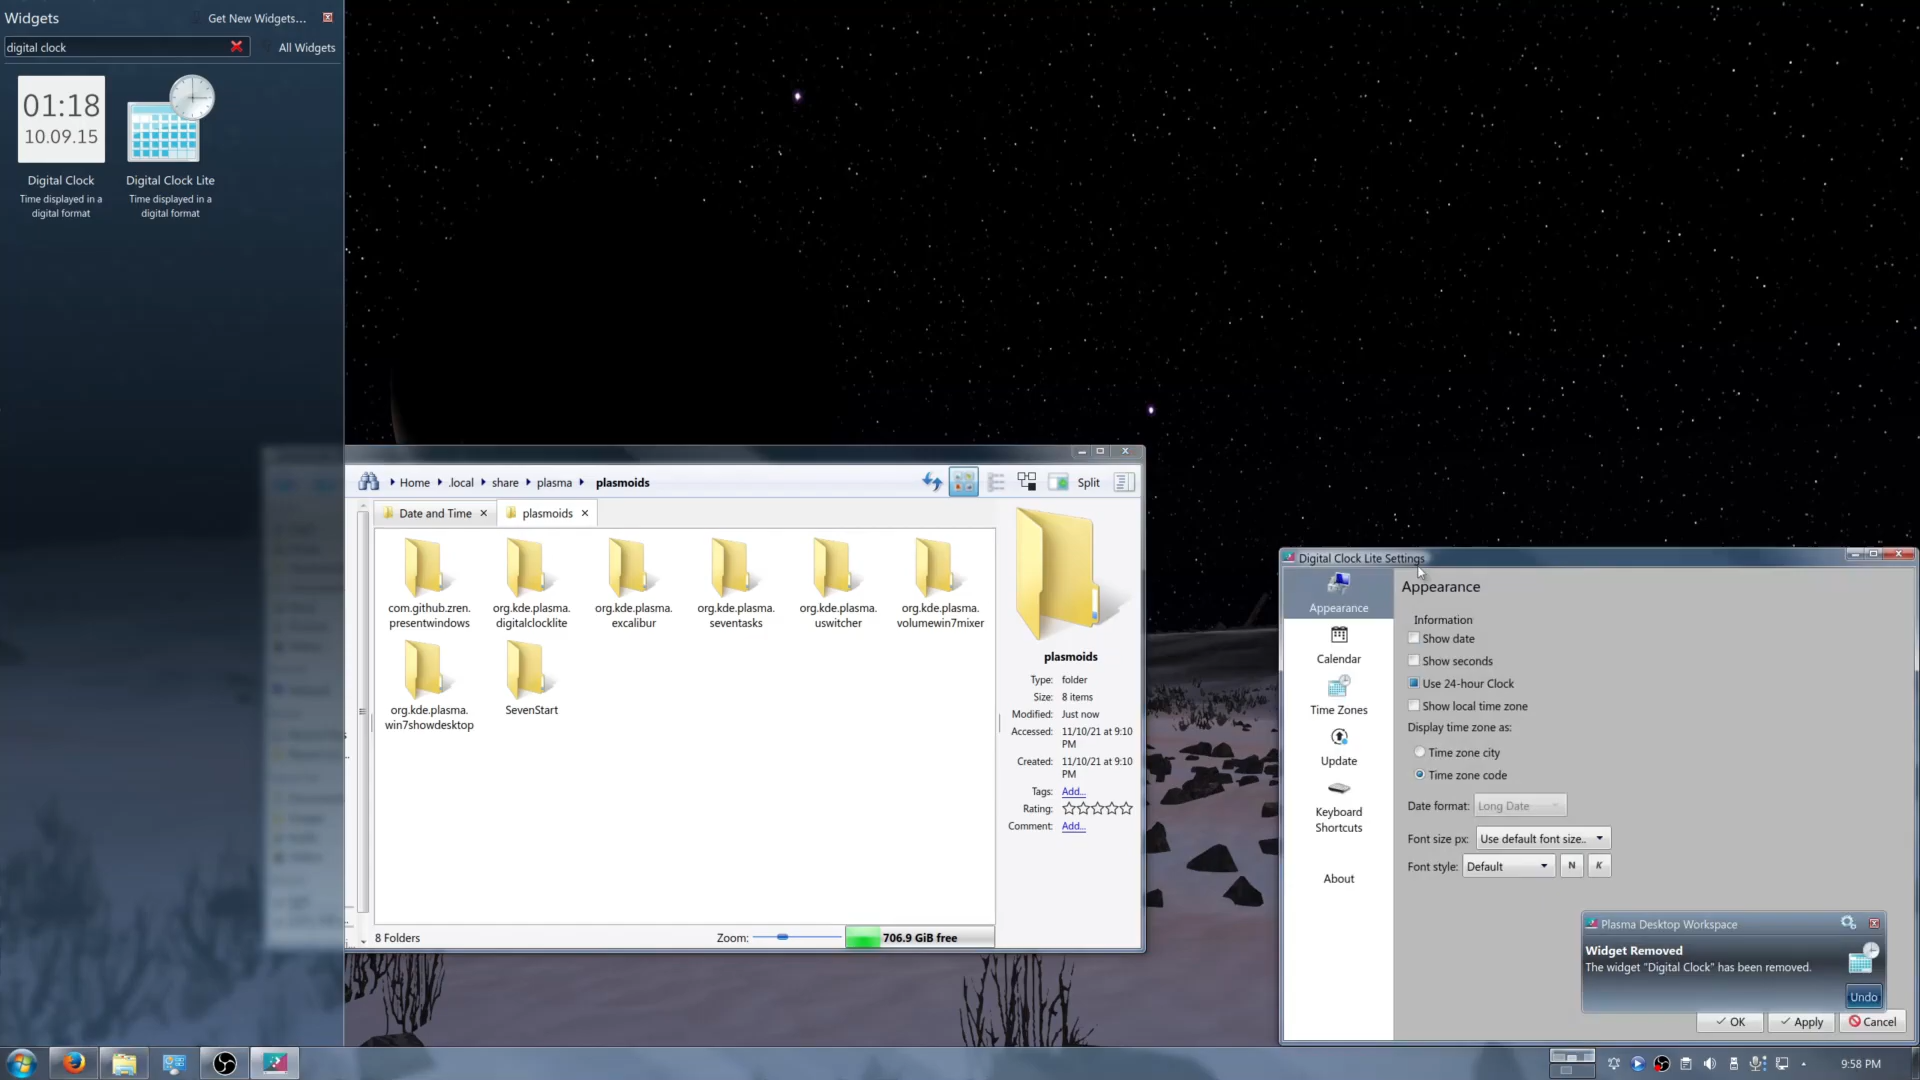 Widgets
Get New Widgets...
digital clock
All Widgets
01:18
10.09.15
Digital Clock
Time displayed in a
digital format
Digital Clock Lite
Time displayed in a
digital format
Home
.local
share
plasma
plasmoids
Split
Date and Time
plasmoids
com.github.zren.
presentwindows
org.kde.plasma.
digitalclocklite
org.kde.plasma.
excalibur
org.kde.plasma.
seventasks
org.kde.plasma.
uswitcher
org.kde.plasma.
volumewin7mixer
org.kde.plasma.
win7showdesktop
SevenStart
plasmoids
Type: folder
Size: 8 items
Modified: Just now
Accessed: 11/10/21 at 9:10
PM
Created: 11/10/21 at 9:10
PM
Tags: Add...
Rating:
Comment: Add...
8 Folders
Zoom:
706.9 GiB free
Digital Clock Lite Settings
Appearance
Calendar
Time Zones
Update
Keyboard
Shortcuts
About
Appearance
Information
Show date
Show seconds
Use 24-hour Clock
Show local time zone
Display time zone as:
Time zone city
Time zone code
Date format: Long Date
Font size px: Use default font size..
Font style: Default N K
Plasma Desktop Workspace
Widget Removed
The widget "Digital Clock" has been removed.
Undo
OK
Apply
Cancel
9:58 PM